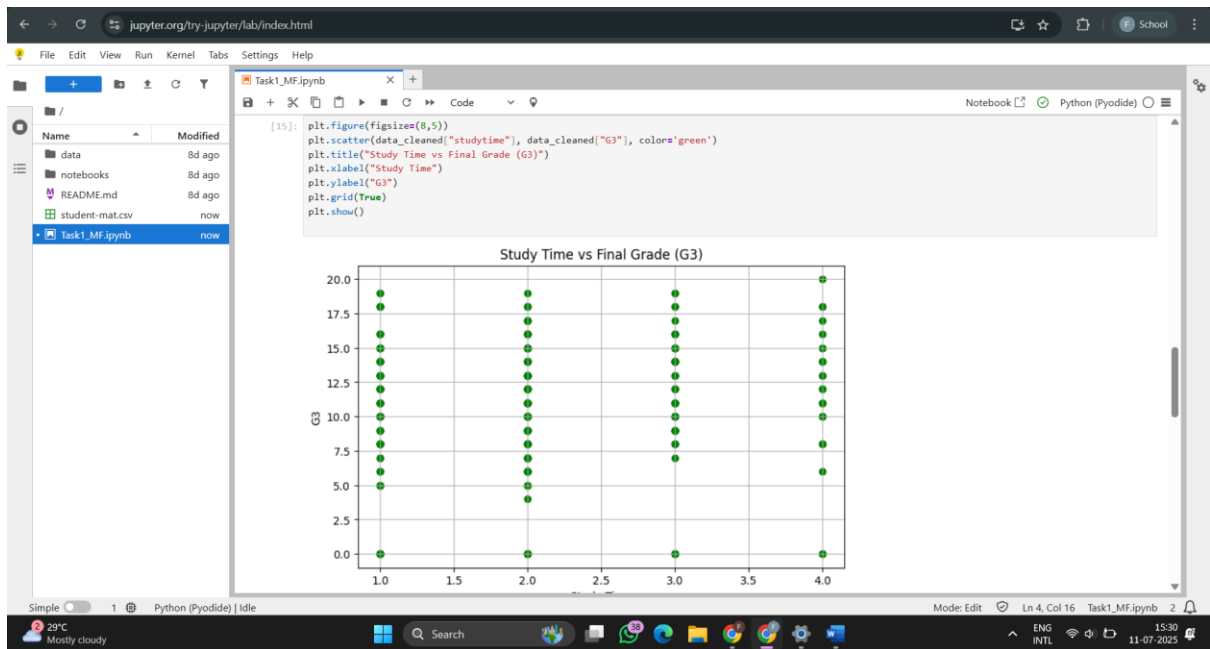 jupyter.org/try-jupyter/lab/index.html
F School
File Edit View Run Kernel Tabs Settings Help
Task1_MF.ipynb
Code
Notebook Python (Pyodide)
/
Name Modified
data 8d ago
notebooks 8d ago
README.md 8d ago
student-mat.csv now
Task1_MF.ipynb now
[15]: plt.figure(figsize=(8,5))
plt.scatter(data_cleaned["studytime"], data_cleaned["G3"], color='green')
plt.title("Study Time vs Final Grade (G3)")
plt.xlabel("Study Time")
plt.ylabel("G3")
plt.grid(True)
plt.show()
Study Time vs Final Grade (G3)
20.0
17.5
15.0
12.5
10.0
7.5
5.0
2.5
0.0
G3
1.0 1.5 2.0 2.5 3.0 3.5 4.0
Simple 1 Python (Pyodide) | Idle
Mode: Edit Ln 4, Col 16 Task1_MF.ipynb 2
2 29°C
Mostly cloudy
Search
38
ENG
INTL
15:30
11-07-2025